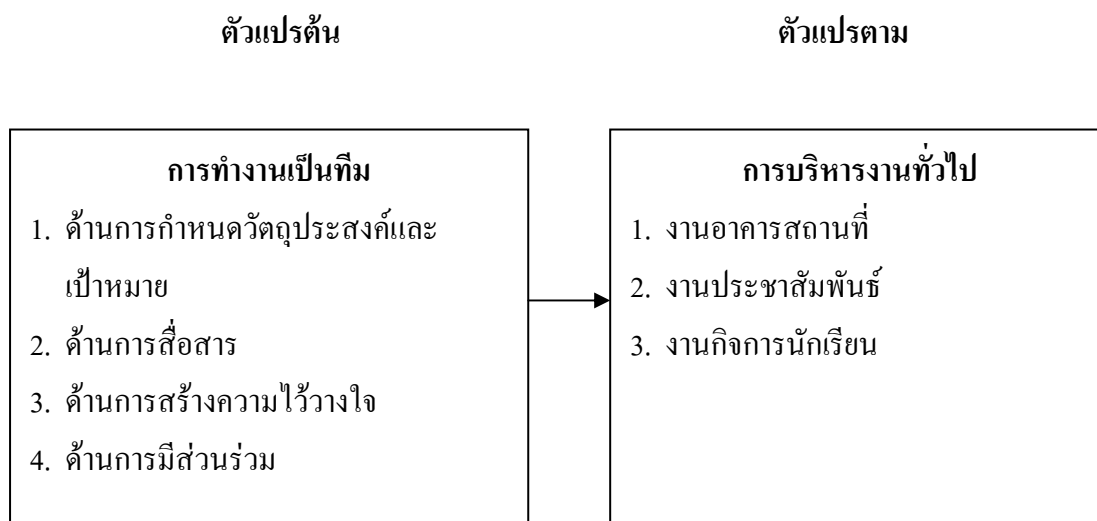 ตัวแปรต้น
ตัวแปรตาม
การทำงานเป็นทีม
1. ด้านการกำหนดวัตถุประสงค์และ
เป้าหมาย
2. ด้านการสื่อสาร
3. ด้านการสร้างความไว้วางใจ
4. ด้านการมีส่วนร่วม
การบริหารงานทั่วไป
1. งานอาคารสถานที่
2. งานประชาสัมพันธ์
3. งานกิจการนักเรียน